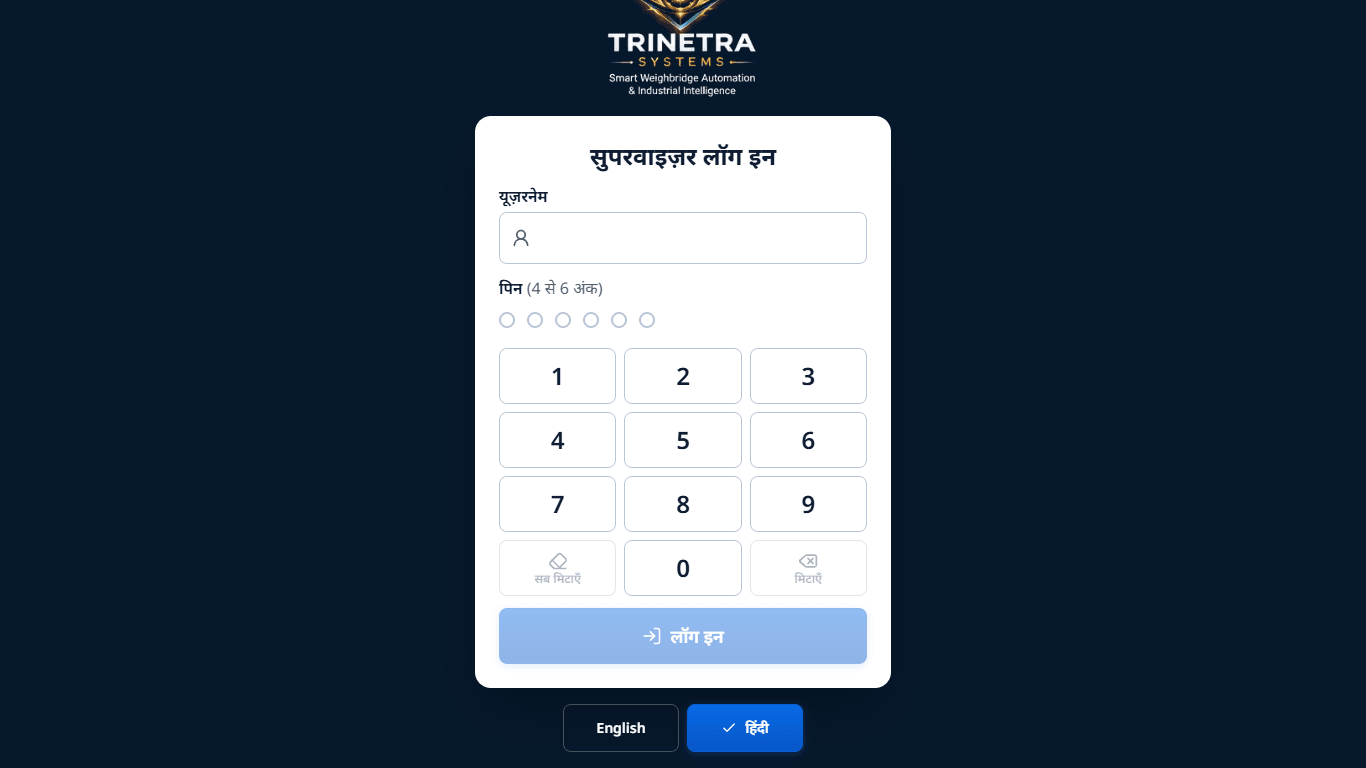 TRINETRA
SYSTEMS
Smart Weighbridge Automation
& Industrial Intelligence
सुपरवाइज़र लॉग इन
यूज़रनेम
पिन (4 से 6 अंक)
1 2 3
4 5 6
7 8 9
सब मिटाएँ 0 मिटाएँ
लॉग इन
English हिंदी